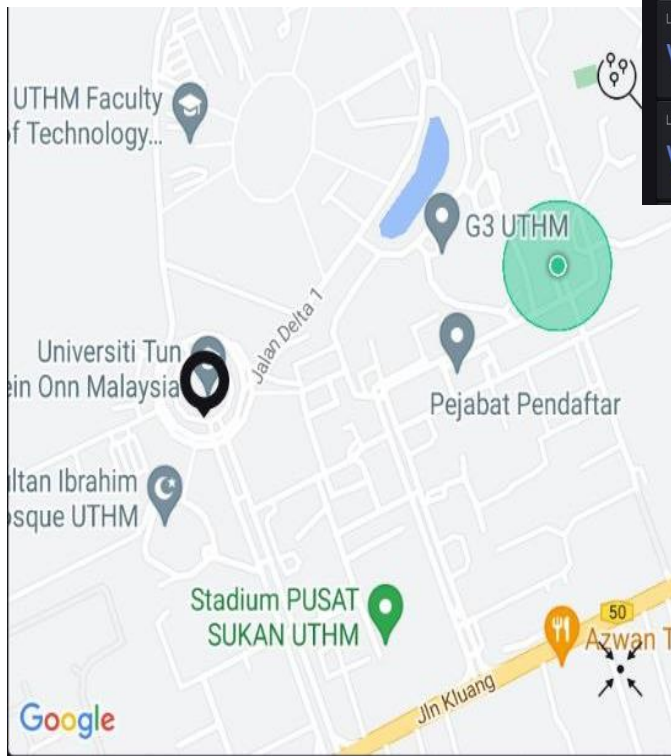 UTHM Faculty
of Technology...
G3 UTHM
Jalan Delta 1
Universiti Tun
ein Onn Malaysia
Pejabat Pendaftar
ltan Ibrahim
osque UTHM
Stadium PUSAT
SUKAN UTHM
50
Azwan T
Jln Kluang
Google